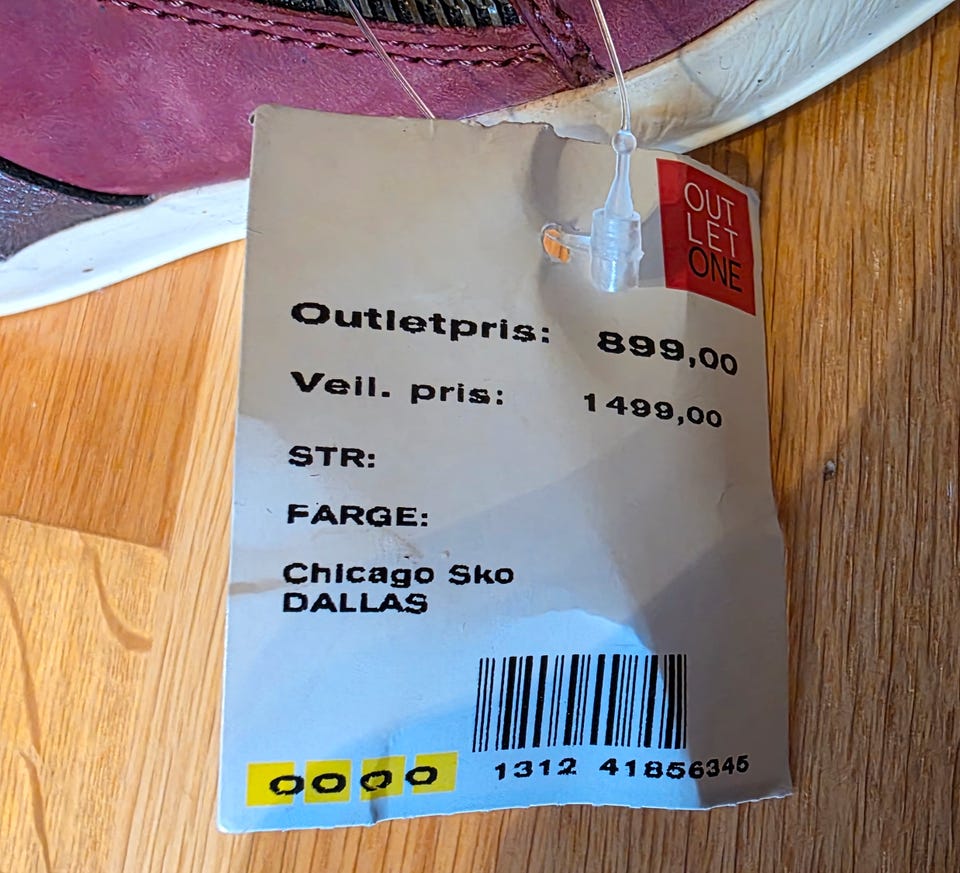 OUT
LET
ONE
Outletpris: 899,00
Veil. pris: 1499,00
STR:
FARGE:
Chicago Sko
DALLAS
0000
1312 41856345